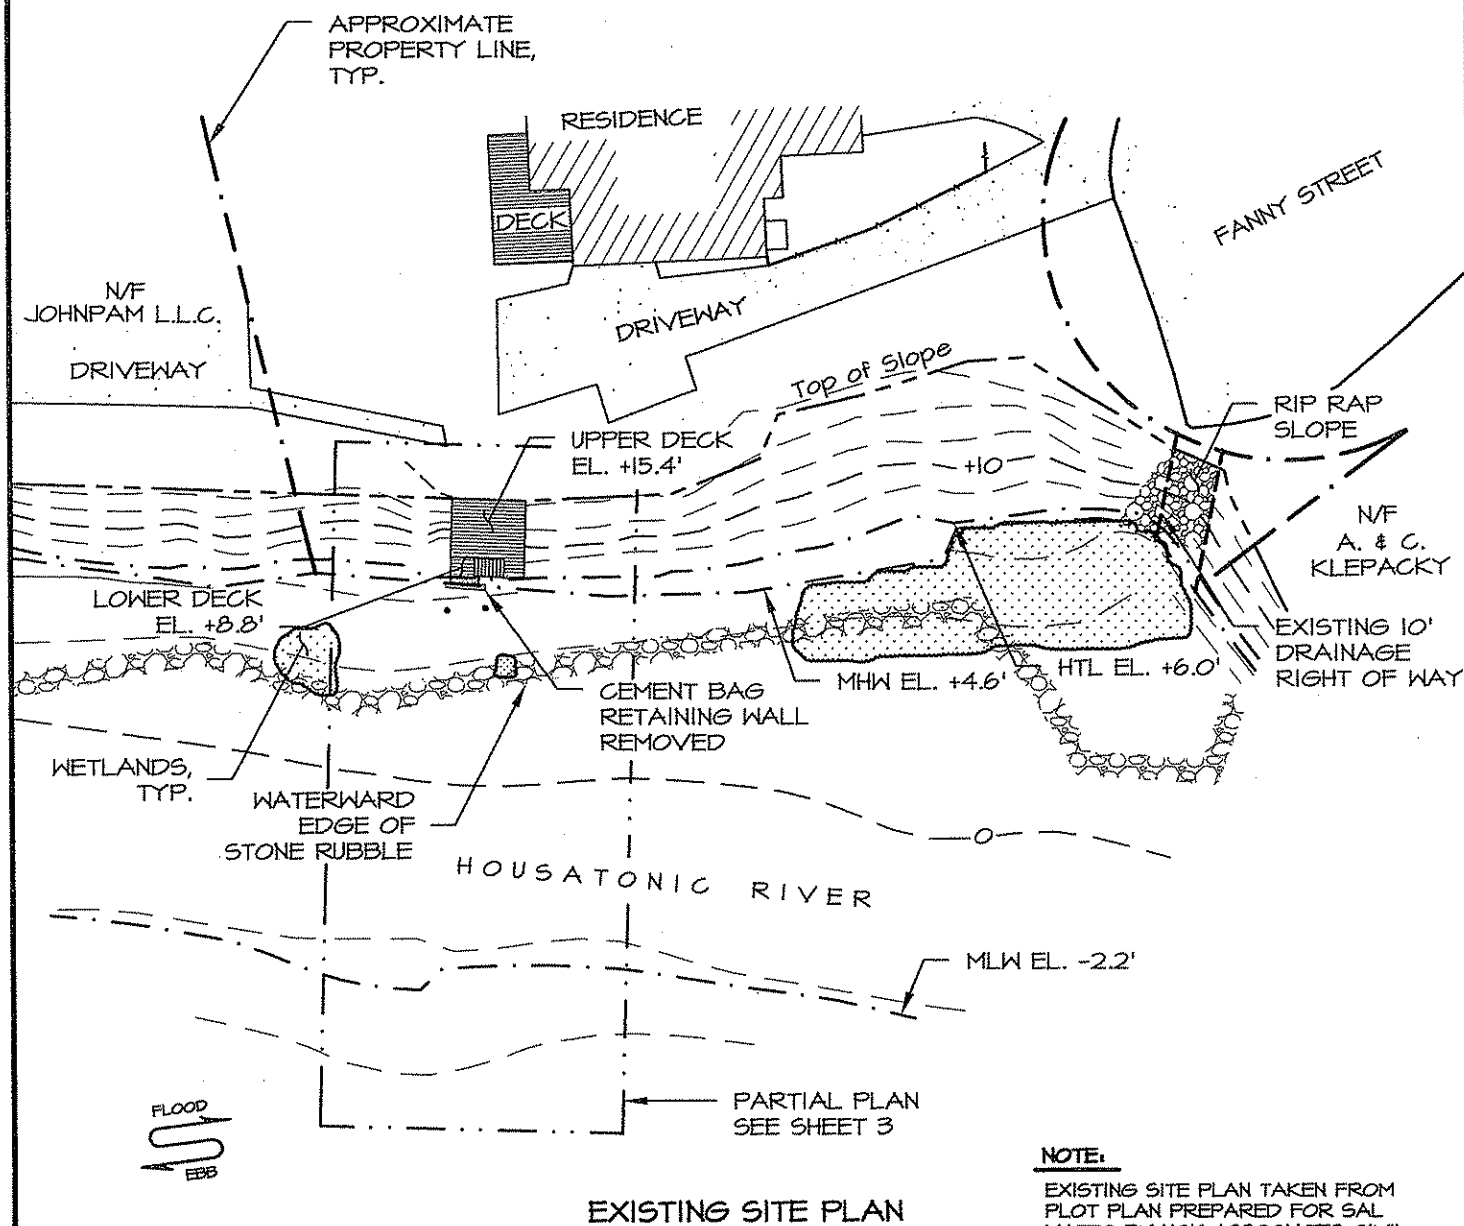 APPROXIMATE
PROPERTY LINE,
TYP.
RESIDENCE
DECK
FANNY STREET
N/F
JOHNPAM L.L.C.
DRIVEWAY
DRIVEWAY
Top of Slope
RIP RAP
SLOPE
UPPER DECK
EL. +15.4'
+10
N/F
A. & C.
KLEPACKY
LOWER DECK
EL. +8.8'
EXISTING 10'
DRAINAGE
RIGHT OF WAY
HTL EL. +6.0'
MHW EL. +4.6'
CEMENT BAG
RETAINING WALL
REMOVED
WETLANDS,
TYP.
WATERWARD
EDGE OF
STONE RUBBLE
0
HOUSATONIC RIVER
MLW EL. -2.2'
PARTIAL PLAN
SEE SHEET 3
FLOOD
EBB
NOTE:
EXISTING SITE PLAN TAKEN FROM
PLOT PLAN PREPARED FOR SAL
EXISTING SITE PLAN